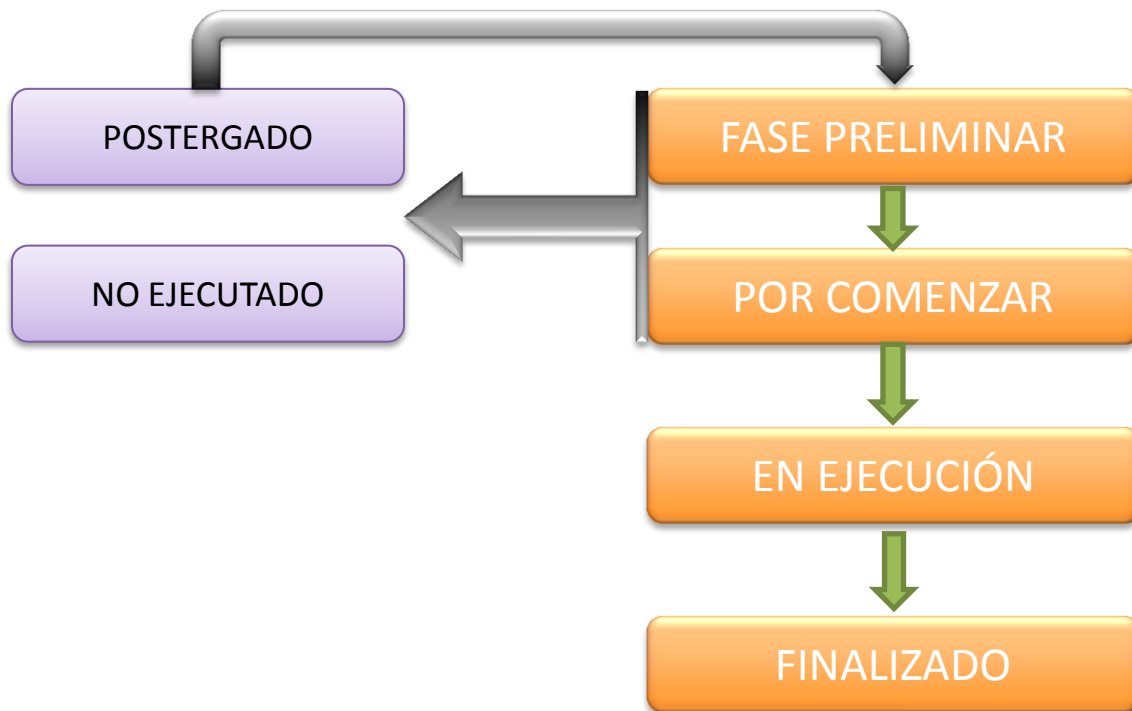 POSTERGADO
FASE PRELIMINAR
NO EJECUTADO
POR COMENZAR
EN EJECUCIÓN
FINALIZADO